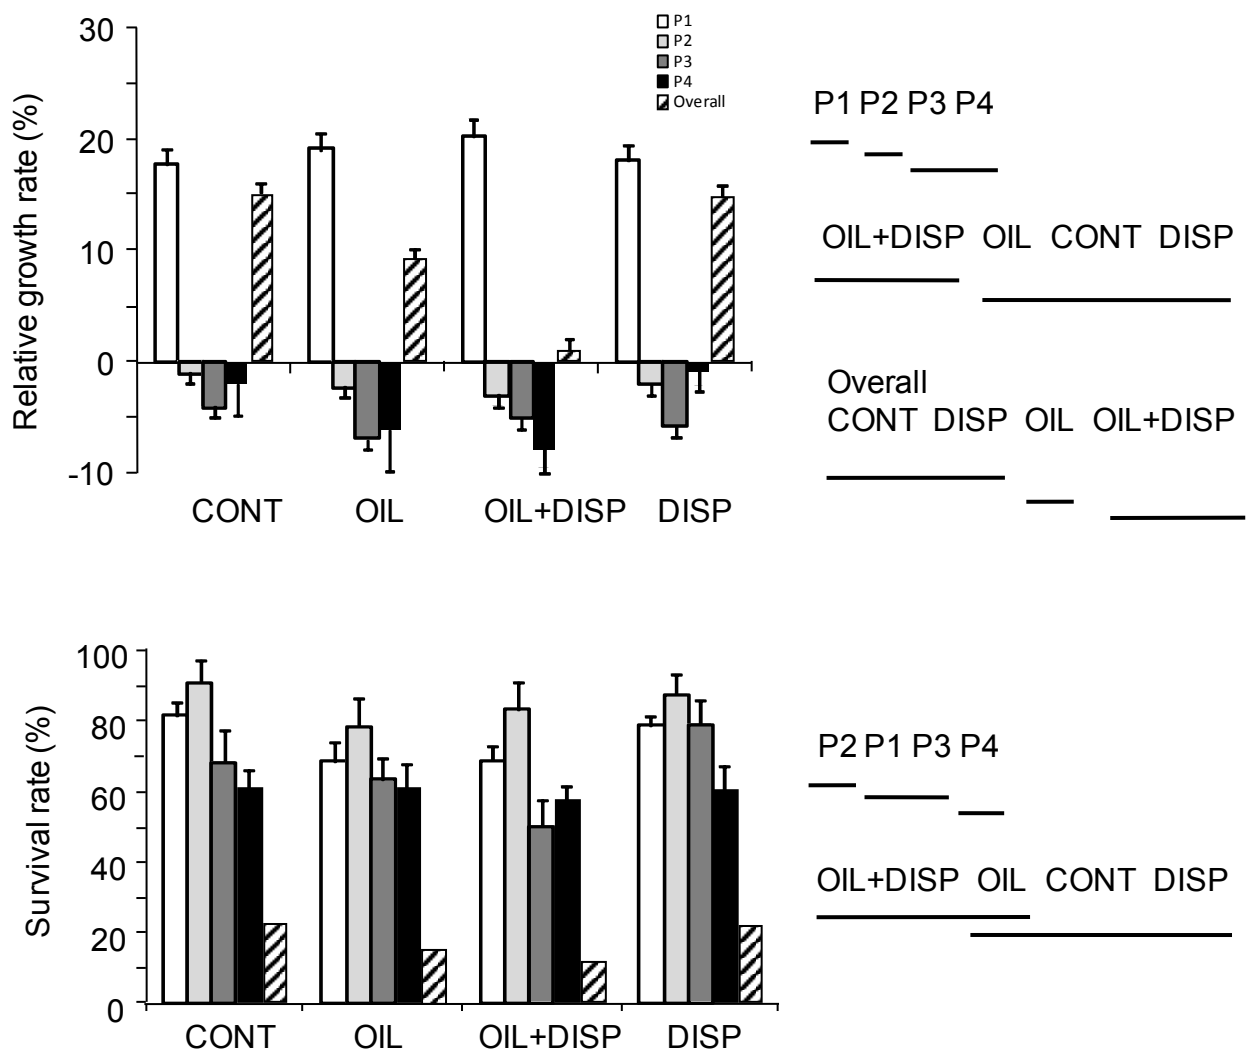 Relative growth rate (%)
30
20
10
0
-10
P1
P2
P3
P4
Overall
CONT OIL OIL+DISP DISP
P1 P2 P3 P4
OIL+DISP OIL CONT DISP
Overall
CONT DISP OIL OIL+DISP
Survival rate (%)
100
80
60
40
20
0
CONT OIL OIL+DISP DISP
P2 P1 P3 P4
OIL+DISP OIL CONT DISP